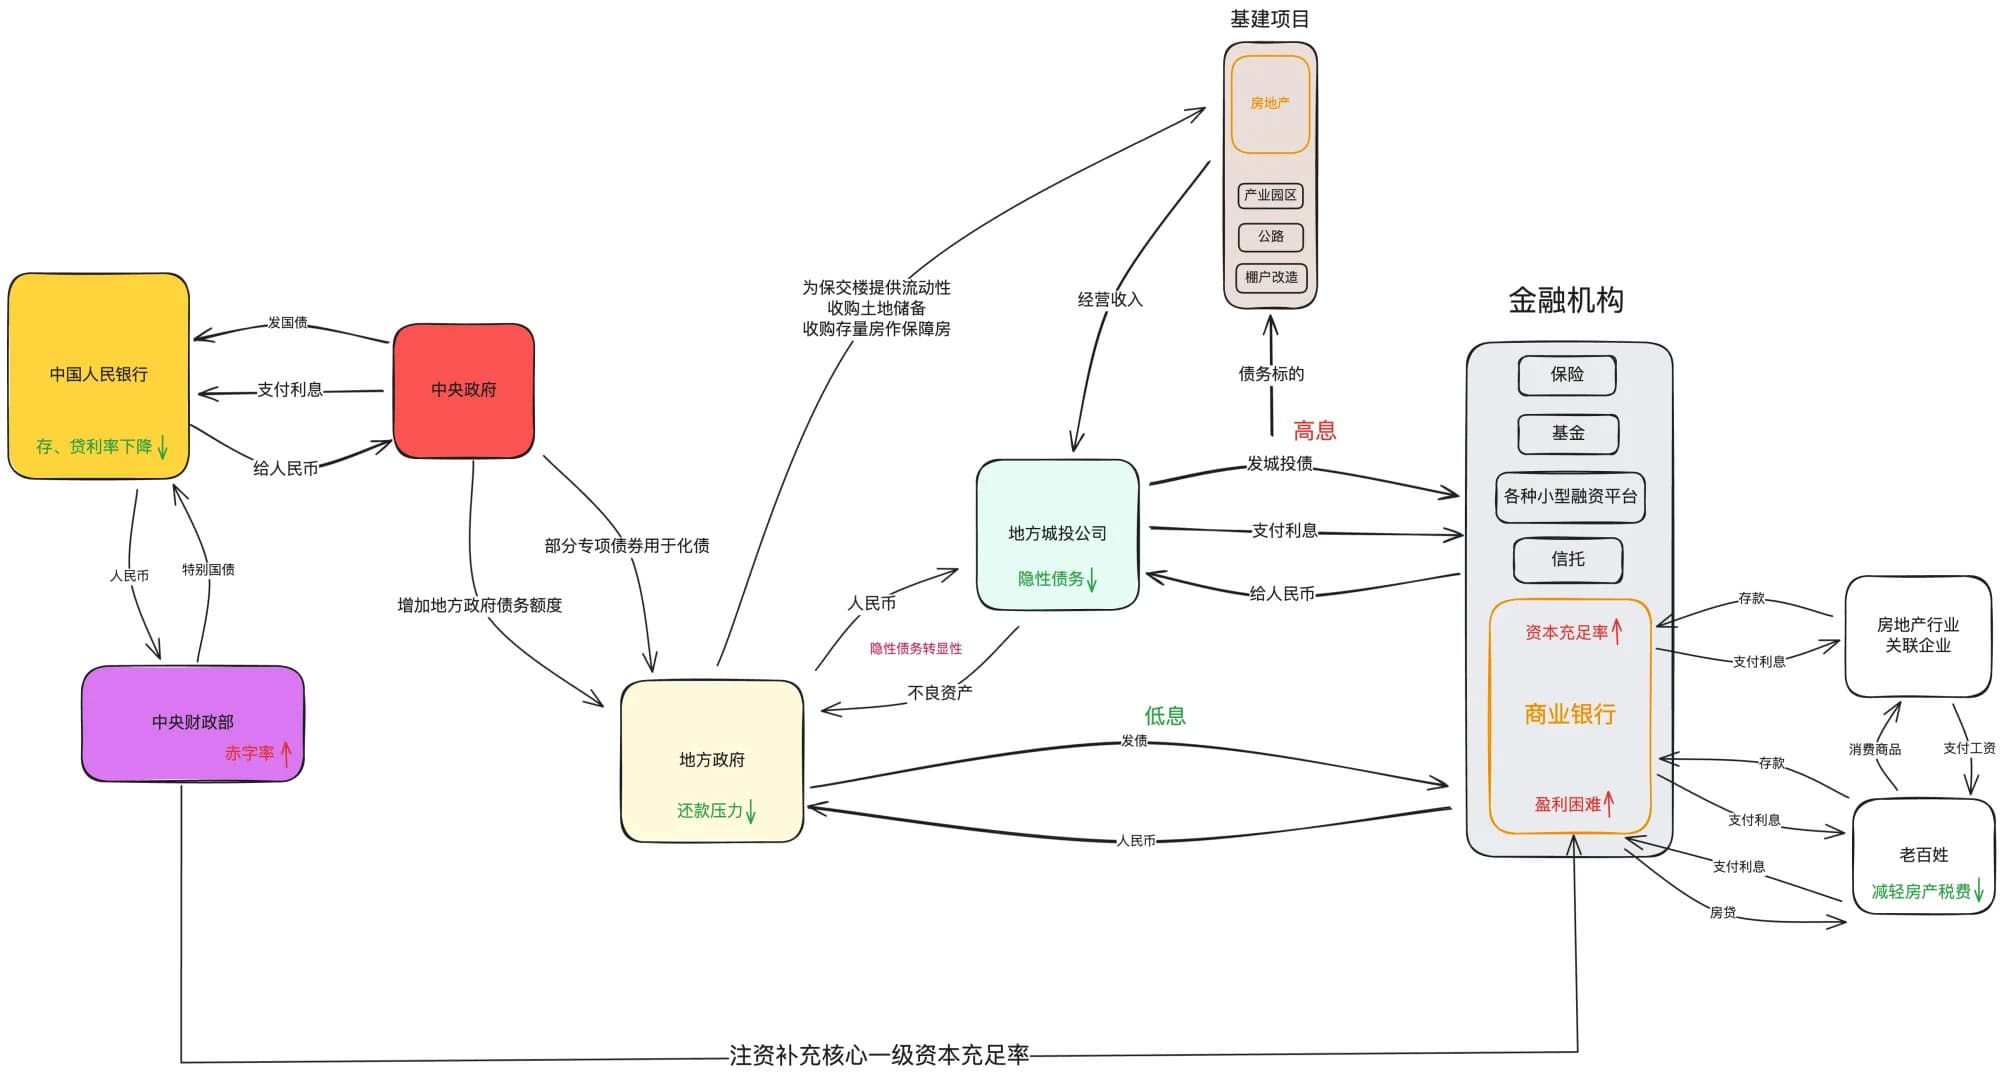 基建项目
房地产
产业园区
公路
棚户改造
为保交楼提供流动性
收购土地储备
收购存量房作保障房
经营收入
债务标的
金融机构
保险
基金
各种小型融资平台
信托
资本充足率
商业银行
盈利困难
中国人民银行
存、贷利率下降
发国债
支付利息
给人民币
中央政府
人民币
特别国债
中央财政部
赤字率
部分专项债券用于化债
增加地方政府债务额度
地方城投公司
隐性债务
高息
发城投债
支付利息
给人民币
人民币
隐性债务转显性
不良资产
地方政府
还款压力
低息
发债
人民币
存款
支付利息
房地产行业
关联企业
消费商品
支付工资
存款
支付利息
支付利息
房贷
老百姓
减轻房产税费
注资补充核心一级资本充足率